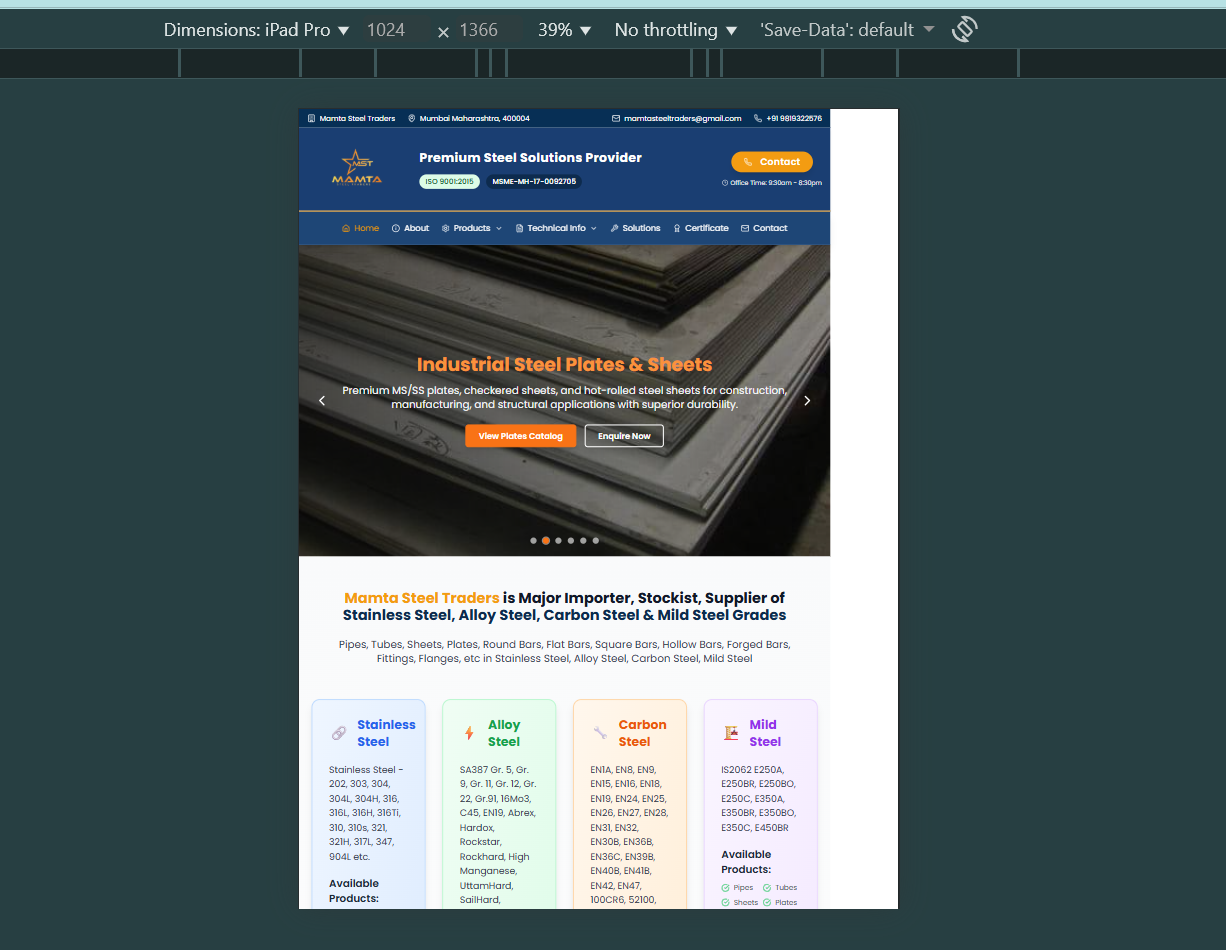 Dimensions: iPad Pro ▼ 1024 × 1366 39% ▼ No throttling ▼ 'Save-Data': default
Mamta Steel Traders Mumbai Maharashtra, 400004 mamtasteeltraders@gmail.com +91 9819322576
MST
MAMTA
Premium Steel Solutions Provider
ISO 9001:2015 MSME-MH-17-0092705
Contact
Office Time: 9:30am - 8:30pm
Home About Products Technical Info Solutions Certificate Contact
Industrial Steel Plates & Sheets
Premium MS/SS plates, checkered sheets, and hot-rolled steel sheets for construction,
manufacturing, and structural applications with superior durability.
View Plates Catalog Enquire Now
Mamta Steel Traders is Major Importer, Stockist, Supplier of
Stainless Steel, Alloy Steel, Carbon Steel & Mild Steel Grades
Pipes, Tubes, Sheets, Plates, Round Bars, Flat Bars, Square Bars, Hollow Bars, Forged Bars,
Fittings, Flanges, etc in Stainless Steel, Alloy Steel, Carbon Steel, Mild Steel
Stainless
Steel
Stainless Steel -
202, 303, 304,
304L, 304H, 316,
316L, 316H, 316Ti,
310, 310s, 321,
321H, 317L, 347,
904L etc.
Available
Products:
Alloy
Steel
SA387 Gr. 5, Gr.
9, Gr. 11, Gr. 12, Gr.
22, Gr.91, 16Mo3,
C45, EN19, Abrex,
Hardox,
Rockstar,
Rockhard, High
Manganese,
UttamHard,
SailHard,
Carbon
Steel
EN1A, EN8, EN9,
EN15, EN16, EN18,
EN19, EN24, EN25,
EN26, EN27, EN28,
EN31, EN32,
EN30B, EN36B,
EN36C, EN39B,
EN40B, EN41B,
EN42, EN47,
100CR6, 52100,
Mild
Steel
IS2062 E250A,
E250BR, E250BO,
E250C, E350A,
E350BR, E350BO,
E350C, E450BR
Available
Products:
Pipes Tubes
Sheets Plates